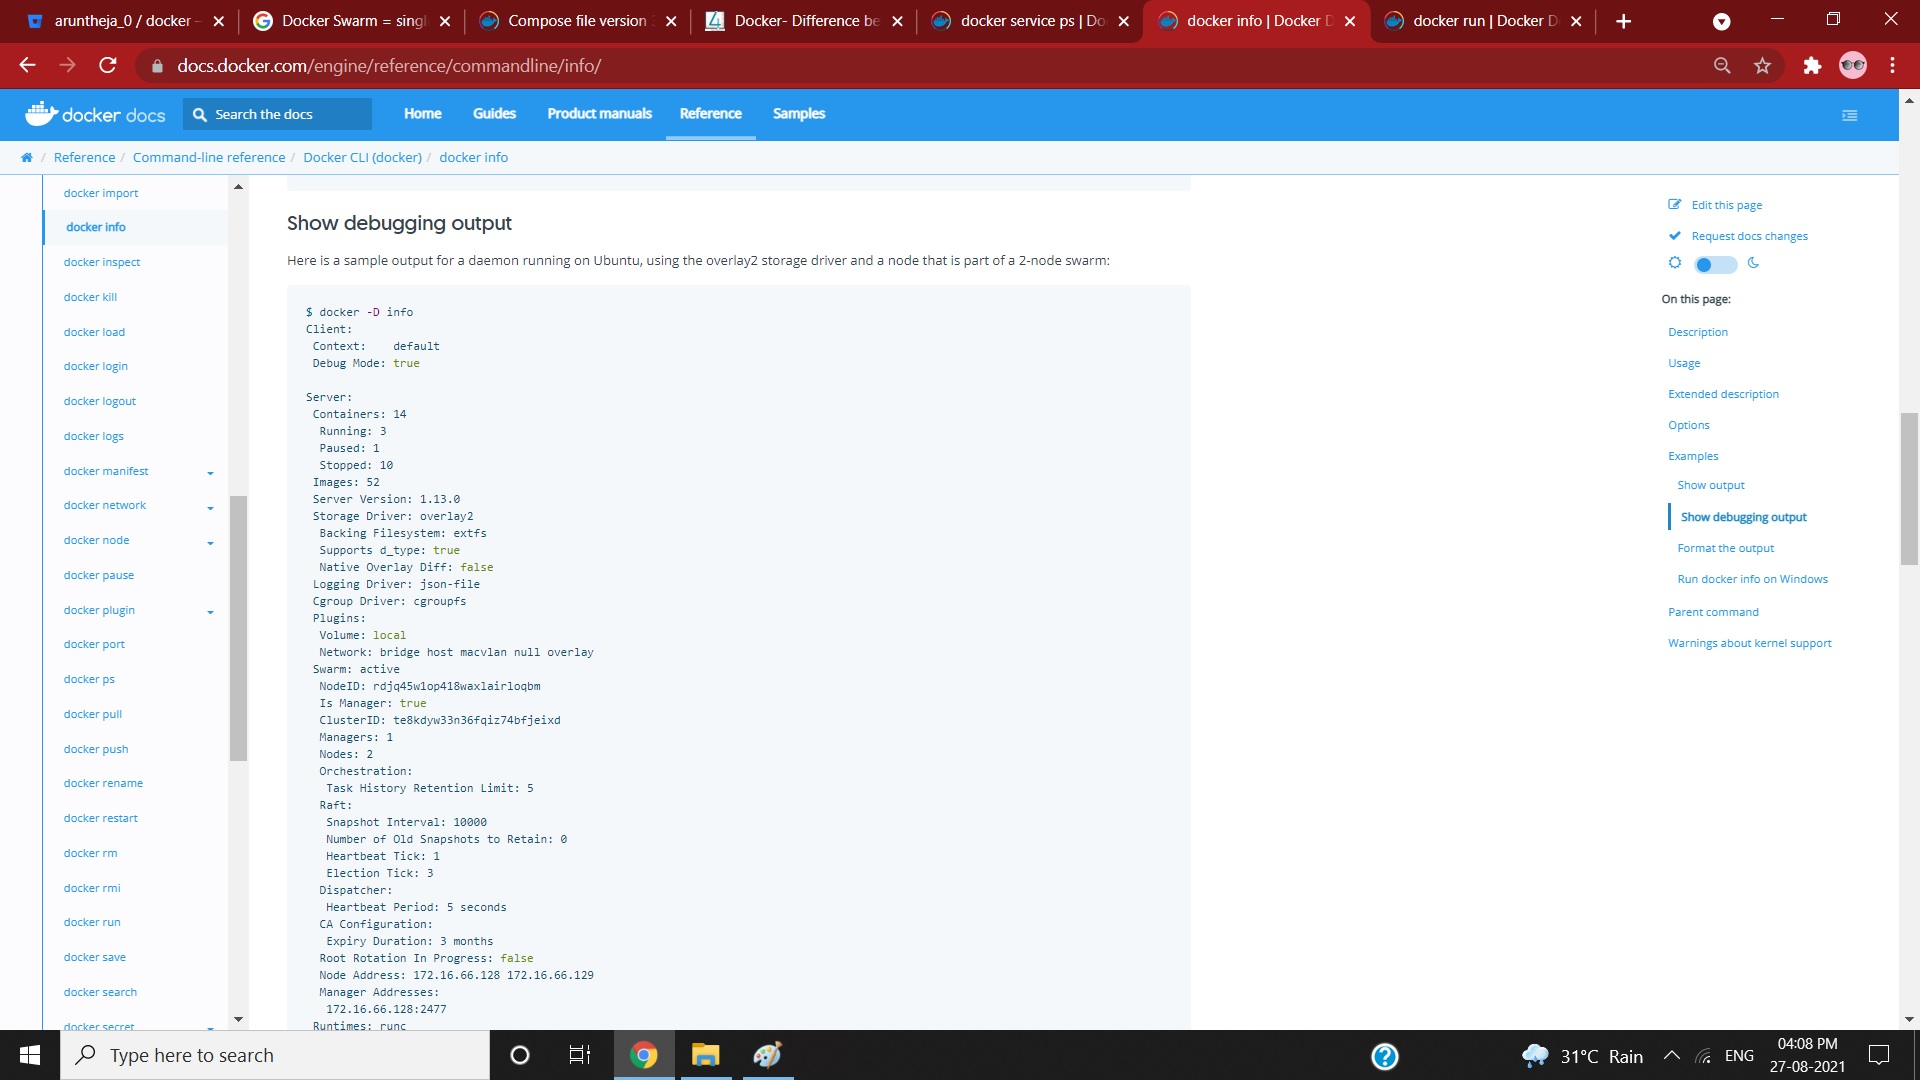 aruntheja_0 / docker
Docker Swarm = singl
Compose file version
Docker- Difference be
docker service ps | Do
docker info | Docker D
docker run | Docker D
docs.docker.com/engine/reference/commandline/info/
docker docs
Search the docs
Home
Guides
Product manuals
Reference
Samples
/ Reference / Command-line reference / Docker CLI (docker) / docker info
docker import
docker info
docker inspect
docker kill
docker load
docker login
docker logout
docker logs
docker manifest
docker network
docker node
docker pause
docker plugin
docker port
docker ps
docker pull
docker push
docker rename
docker restart
docker rm
docker rmi
docker run
docker save
docker search
docker secret
Show debugging output
Here is a sample output for a daemon running on Ubuntu, using the overlay2 storage driver and a node that is part of a 2-node swarm:
$ docker -D info
Client:
Context:    default
Debug Mode: true
Server:
Containers: 14
Running: 3
Paused: 1
Stopped: 10
Images: 52
Server Version: 1.13.0
Storage Driver: overlay2
Backing Filesystem: extfs
Supports d_type: true
Native Overlay Diff: false
Logging Driver: json-file
Cgroup Driver: cgroupfs
Plugins:
Volume: local
Network: bridge host macvlan null overlay
Swarm: active
NodeID: rdjq45w1op418waxlairloqbm
Is Manager: true
ClusterID: te8kdyw33n36fqiz74bfjeixd
Managers: 1
Nodes: 2
Orchestration:
Task History Retention Limit: 5
Raft:
Snapshot Interval: 10000
Number of Old Snapshots to Retain: 0
Heartbeat Tick: 1
Election Tick: 3
Dispatcher:
Heartbeat Period: 5 seconds
CA Configuration:
Expiry Duration: 3 months
Root Rotation In Progress: false
Node Address: 172.16.66.128 172.16.66.129
Manager Addresses:
172.16.66.128:2477
Runtimes: runc
Edit this page
Request docs changes
On this page:
Description
Usage
Extended description
Options
Examples
Show output
Show debugging output
Format the output
Run docker info on Windows
Parent command
Warnings about kernel support
Type here to search
31°C Rain
ENG
04:08 PM
27-08-2021